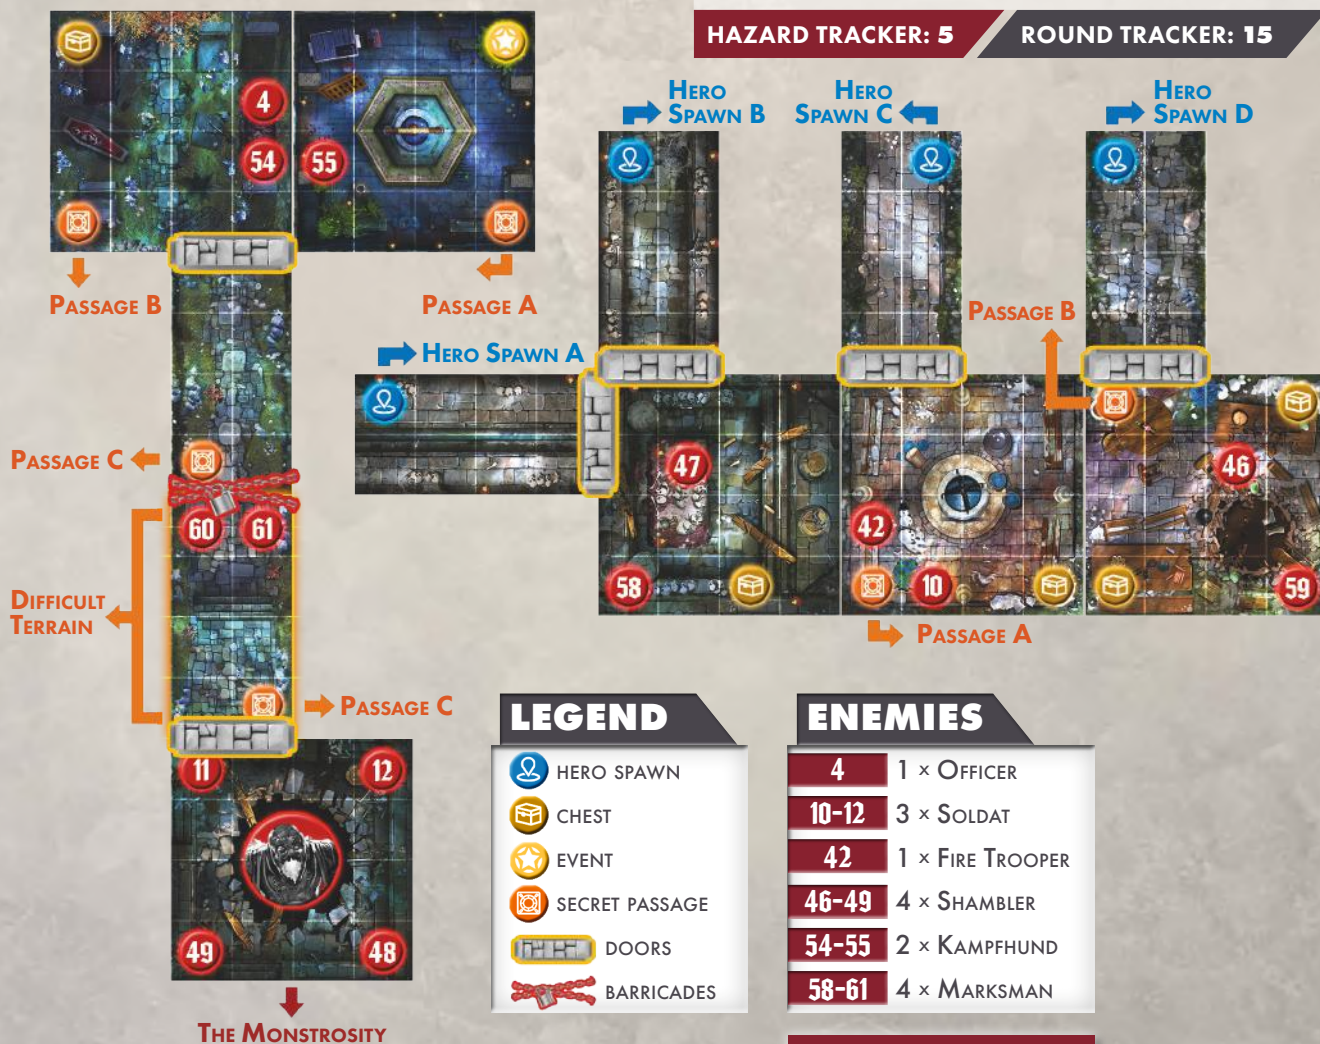 HAZARD TRACKER: 5
ROUND TRACKER: 15
HERO
SPAWN B
HERO
SPAWN C
HERO
SPAWN D
4
54
55
PASSAGE B
PASSAGE A
HERO SPAWN A
PASSAGE B
PASSAGE C
47
46
60
61
42
58
10
59
DIFFICULT
TERRAIN
PASSAGE A
PASSAGE C
11
12
49
48
THE MONSTROSITY
LEGEND
HERO SPAWN
CHEST
EVENT
SECRET PASSAGE
DOORS
BARRICADES
ENEMIES
4 1 x OFFICER
10-12 3 x SOLDAT
42 1 x FIRE TROOPER
46-49 4 x SHAMBLER
54-55 2 x KAMPFHUND
58-61 4 x MARKSMAN